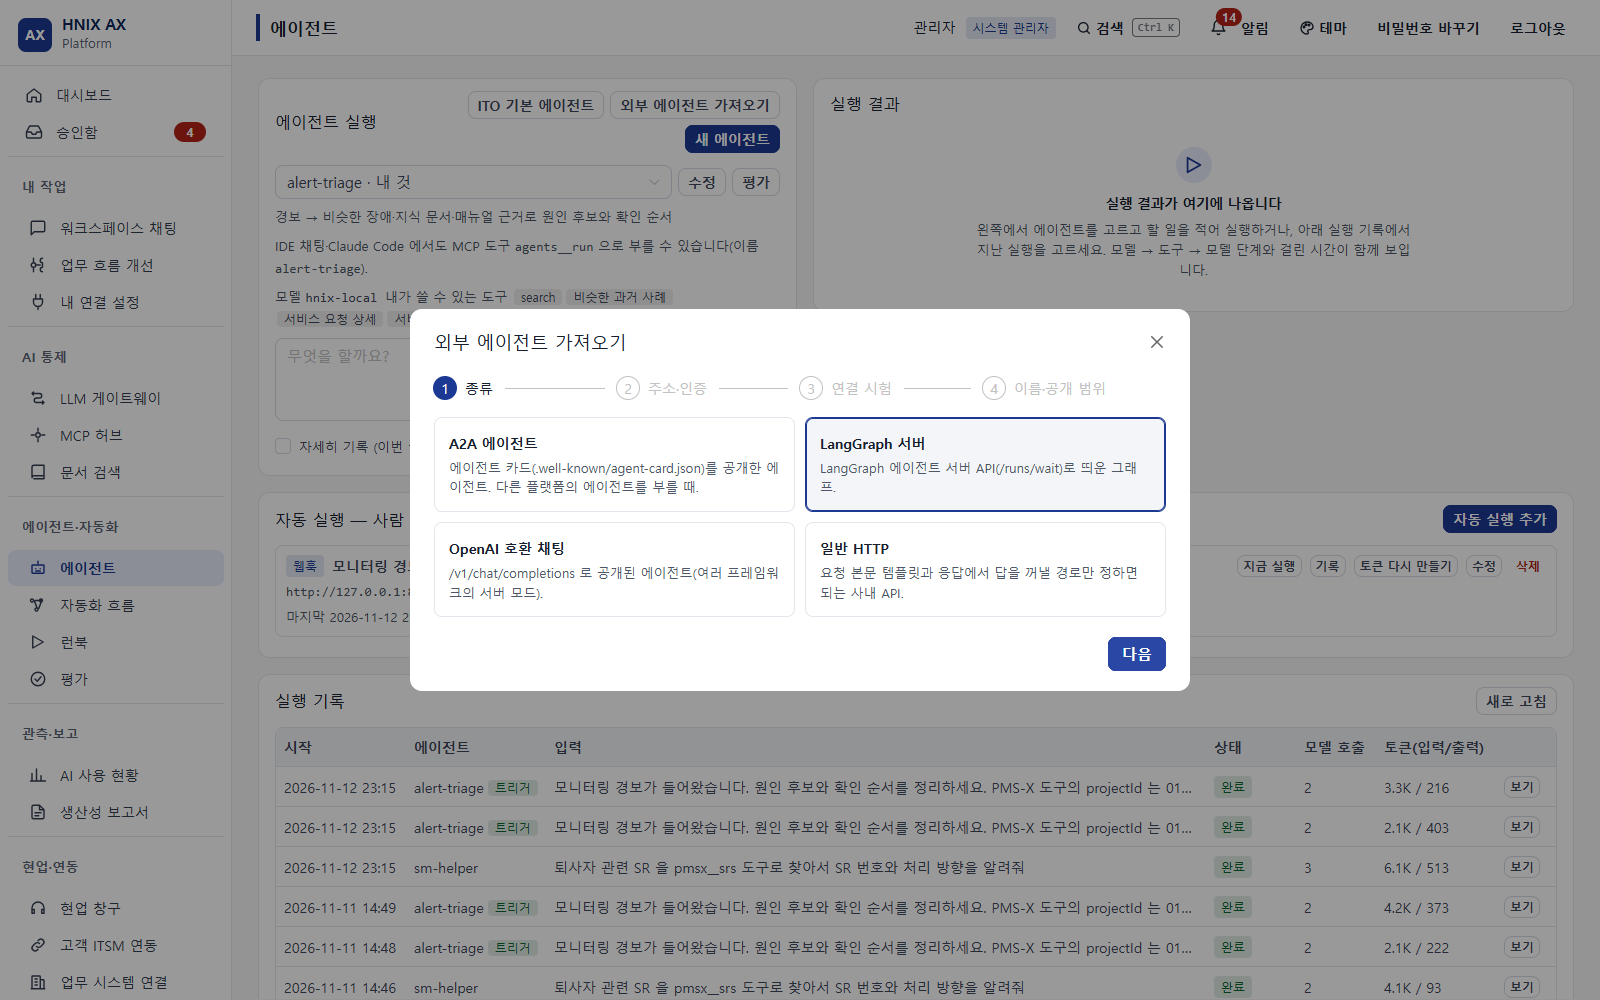 AX
HNIX AX
Platform
대시보드
승인함
4
내 작업
워크스페이스 채팅
업무 흐름 개선
내 연결 설정
AI 통제
LLM 게이트웨이
MCP 허브
문서 검색
에이전트·자동화
에이전트
자동화 흐름
런북
평가
관측·보고
AI 사용 현황
생산성 보고서
현업·연동
현업 창구
고객 ITSM 연동
업무 시스템 연결
에이전트
관리자
시스템 관리자
검색
Ctrl K
14
알림
테마
비밀번호 바꾸기
로그아웃
에이전트 실행
ITO 기본 에이전트
외부 에이전트 가져오기
새 에이전트
alert-triage · 내 것
수정
평가
경보 → 비슷한 장애·지식 문서·매뉴얼 근거로 원인 후보와 확인 순서
IDE 채팅·Claude Code 에서도 MCP 도구 agents__run 으로 부를 수 있습니다(이름
alert-triage).
모델 hnix-local 내가 쓸 수 있는 도구 search 비슷한 과거 사례
서비스 요청 상세
무엇을 할까요?
자세히 기록 (이번
실행 결과
실행 결과가 여기에 나옵니다
왼쪽에서 에이전트를 고르고 할 일을 적어 실행하거나, 아래 실행 기록에서
지난 실행을 고르세요. 모델 → 도구 → 모델 단계와 걸린 시간이 함께 보입
니다.
외부 에이전트 가져오기
1 종류
2 주소·인증
3 연결 시험
4 이름·공개 범위
A2A 에이전트
에이전트 카드(.well-known/agent-card.json)를 공개한 에
이전트. 다른 플랫폼의 에이전트를 부를 때.
LangGraph 서버
LangGraph 에이전트 서버 API(/runs/wait)로 띄운 그래
프.
OpenAI 호환 채팅
/v1/chat/completions 로 공개된 에이전트(여러 프레임워
크의 서버 모드).
일반 HTTP
요청 본문 템플릿과 응답에서 답을 꺼낼 경로만 정하면
되는 사내 API.
다음
자동 실행 — 사람
자동 실행 추가
웹훅
모니터링
http://127.0.0.1:
마지막 2026-11-12 2
지금 실행
기록
토큰 다시 만들기
수정
삭제
실행 기록
새로 고침
시작 에이전트 입력 상태 모델 호출 토큰(입력/출력)
2026-11-12 23:15 alert-triage 트리거 모니터링 경보가 들어왔습니다. 원인 후보와 확인 순서를 정리하세요. PMS-X 도구의 projectId 는 01... 완료 2 3.3K / 216 보기
2026-11-12 23:15 alert-triage 트리거 모니터링 경보가 들어왔습니다. 원인 후보와 확인 순서를 정리하세요. PMS-X 도구의 projectId 는 01... 완료 2 2.1K / 403 보기
2026-11-12 23:15 sm-helper 퇴사자 관련 SR 을 pmsx__srs 도구로 찾아서 SR 번호와 처리 방향을 알려줘 완료 3 6.1K / 513 보기
2026-11-11 14:49 alert-triage 트리거 모니터링 경보가 들어왔습니다. 원인 후보와 확인 순서를 정리하세요. PMS-X 도구의 projectId 는 01... 완료 2 4.2K / 373 보기
2026-11-11 14:48 alert-triage 트리거 모니터링 경보가 들어왔습니다. 원인 후보와 확인 순서를 정리하세요. PMS-X 도구의 projectId 는 01... 완료 2 2.1K / 222 보기
2026-11-11 14:46 sm-helper 퇴사자 관련 SR 을 pmsx__srs 도구로 찾아서 SR 번호와 처리 방향을 알려줘 완료 2 4.1K / 93 보기